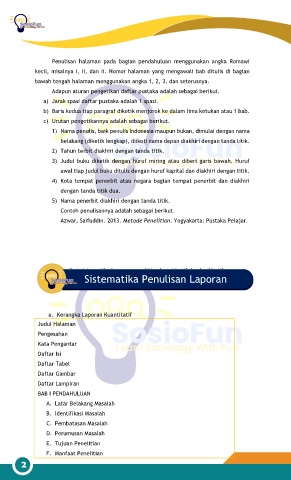 SosioFun
Penulisan halaman pada bagian pendahuluan menggunakan angka Romawi
kecil, misalnya i, ii, dan ii. Nomor halaman yang mengawali bab ditulis di bagian
bawah tengah halaman menggunakan angka 1, 2, 3, dan seterusnya.
Adapun aturan pengetikan daftar pustaka adalah sebagai berikut.
a) Jarak spasi daftar pustaka adalah 1 spasi.
b) Baris kedua tiap paragraf diketik menjorok ke dalam lima ketukan atau 1 bab.
c) Urutan pengetikannya adalah sebagai berikut.
1) Nama penulis, baik penulis Indonesia maupun bukan, dimulai dengan nama
belakang (diketik lengkap), diikuti nama depan diakhiri dengan tanda titik.
2) Tahun terbit diakhiri dengan tanda titik.
3) Judul buku diketik dengan huruf miring atau diberi garis bawah. Huruf
awal tiap judul buku ditulis dengan huruf kapital dan diakhiri dengan titik.
4) Kota tempat penerbit atau negara bagian tempat penerbit dan diakhiri
dengan tanda titik dua.
5) Nama penerbit diakhiri dengan tanda titik.
Contoh penulisannya adalah sebagai berikut.
Azwar, Saifuddin. 2013. Metode Penelitian. Yogyakarta: Pustaka Pelajar.
Sistematika Penulisan Laporan
a. Kerangka Laporan Kuantitatif
Judul Halaman
Pengesahan
Kata Pengantar
Daftar Isi
Daftar Tabel
Daftar Gambar
Daftar Lampiran
BAB I PENDAHULUAN
A. Latar Belakang Masalah
B. Identifikasi Masalah
C. Pembatasan Masalah
D. Perumusan Masalah
E. Tujuan Penelitian
F. Manfaat Penelitian
SosioFun
2